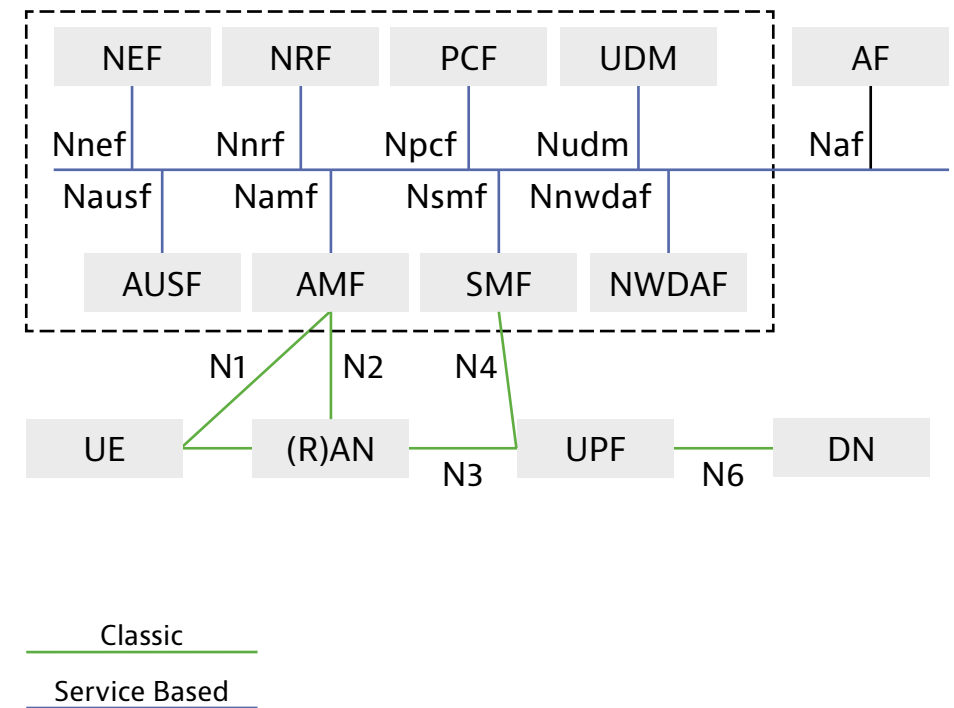 NEF NRF PCF UDM AF
Nnef Nnrf Npcf Nudm Naf
Nausf Namf Nsmf Nnwdaf
AUSF AMF SMF NWDAF
N1 N2 N4
UE (R)AN UPF DN
N3 N6
Classic
Service Based